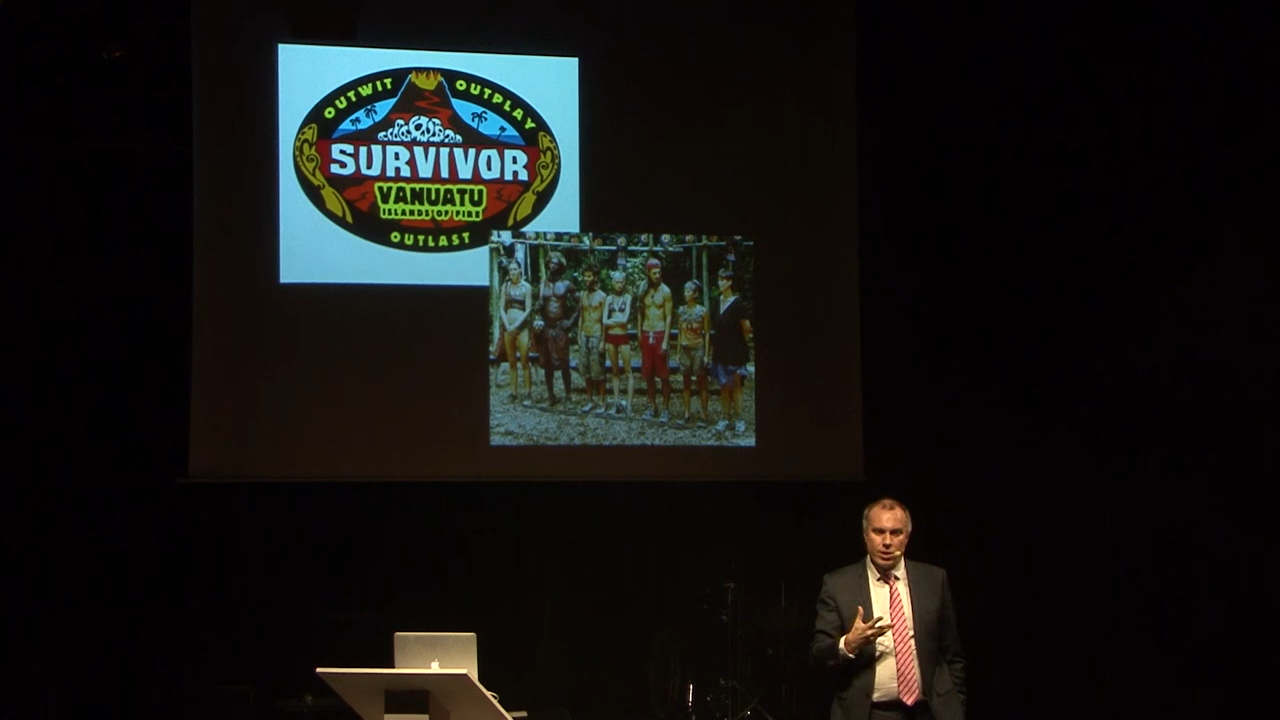 OUTWIT OUTPLAY
SURVIVOR
VANUATU
ISLANDS OF FIRE
OUTLAST